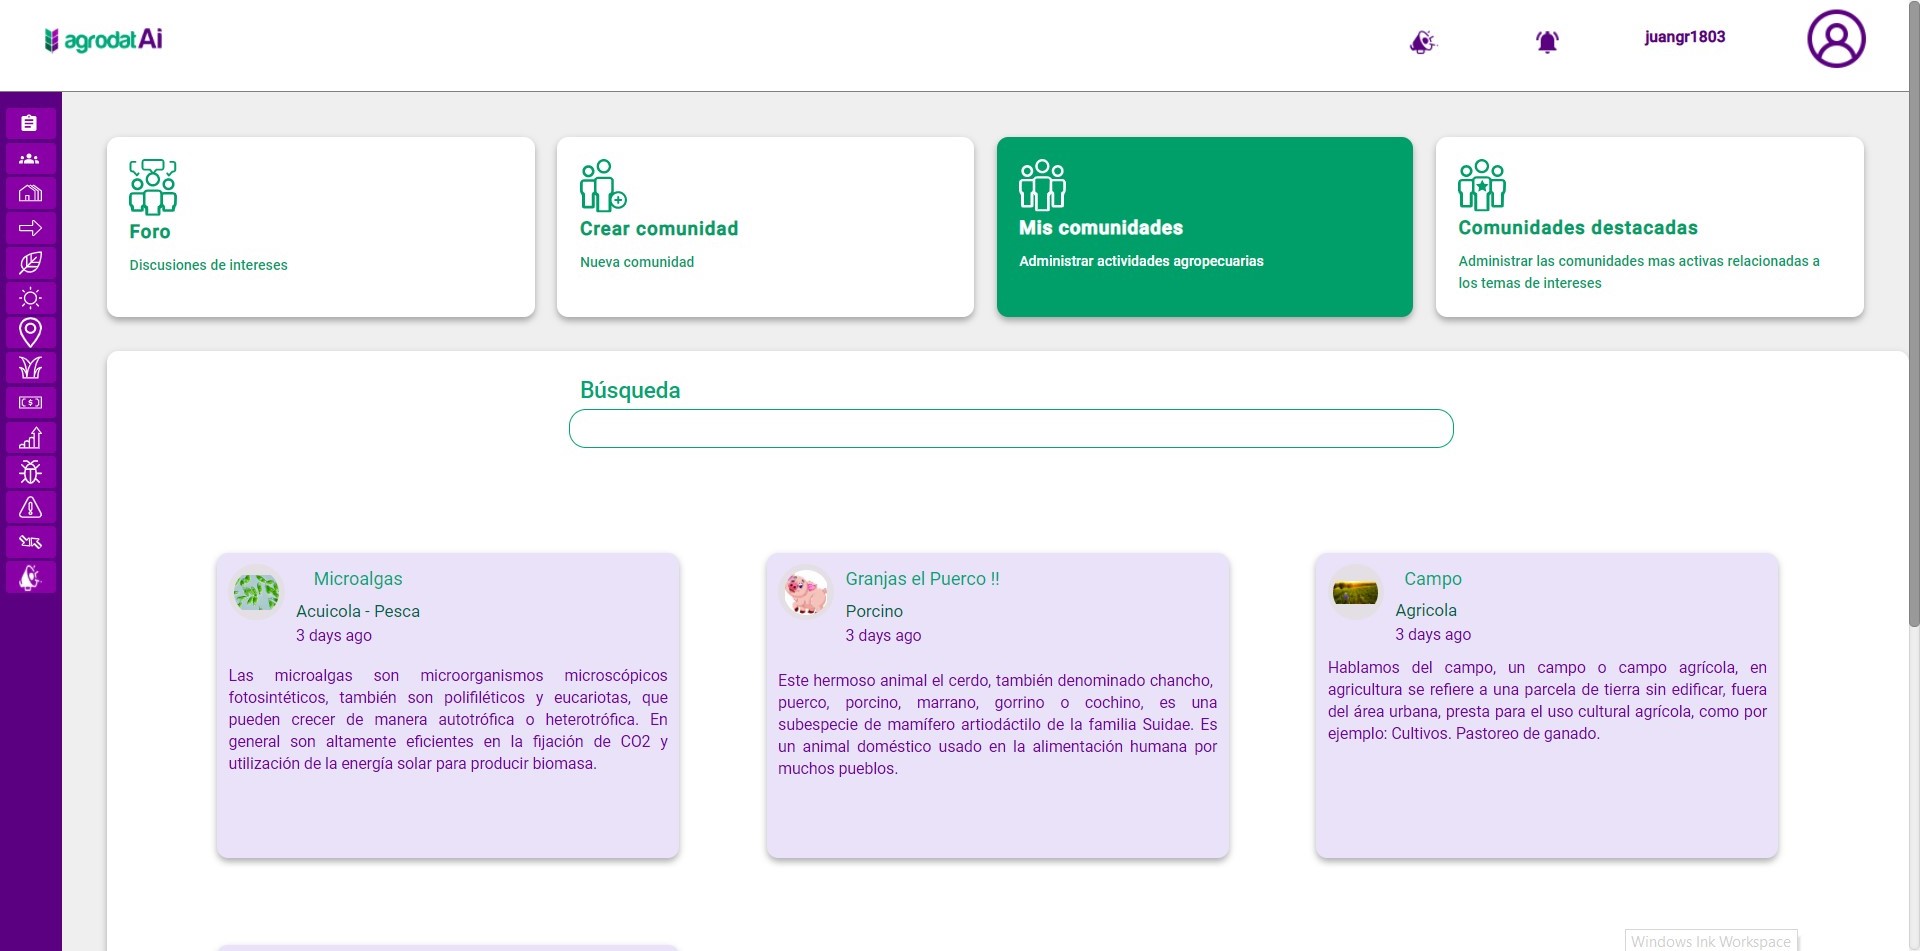 agrodatAi
juangr1803
Foro
Discusiones de intereses
Crear comunidad
Nueva comunidad
Mis comunidades
Administrar actividades agropecuarias
Comunidades destacadas
Administrar las comunidades mas activas relacionadas a
los temas de intereses
Búsqueda
Microalgas
Acuicola - Pesca
3 days ago
Las microalgas son microorganismos microscópicos
fotosintéticos, también son polifiléticos y eucariotas, que
pueden crecer de manera autotrófica o heterotrófica. En
general son altamente eficientes en la fijación de CO2 y
utilización de la energía solar para producir biomasa.
Granjas el Puerco !!
Porcino
3 days ago
Este hermoso animal el cerdo, también denominado chancho,
puerco, porcino, marrano, gorrino o cochino, es una
subespecie de mamífero artiodáctilo de la familia Suidae. Es
un animal doméstico usado en la alimentación humana por
muchos pueblos.
Campo
Agricola
3 days ago
Hablamos del campo, un campo o campo agrícola, en
agricultura se refiere a una parcela de tierra sin edificar, fuera
del área urbana, presta para el uso cultural agrícola, como por
ejemplo: Cultivos. Pastoreo de ganado.
Windows Ink Workspace